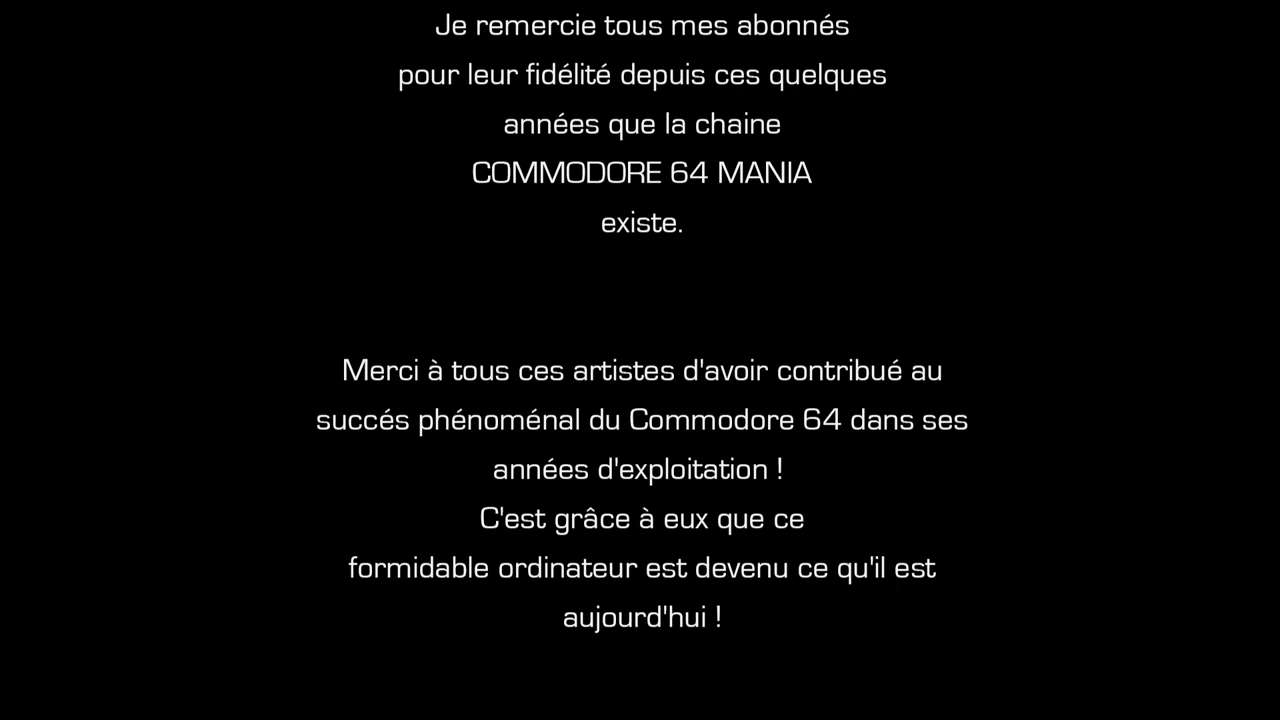 Je remercie tous mes abonnés
pour leur fidélité depuis ces quelques
années que la chaine
COMMODORE 64 MANIA
existe.
Merci à tous ces artistes d'avoir contribué au
succés phénoménal du Commodore 64 dans ses
années d'exploitation !
C'est grâce à eux que ce
formidable ordinateur est devenu ce qu'il est
aujourd'hui !